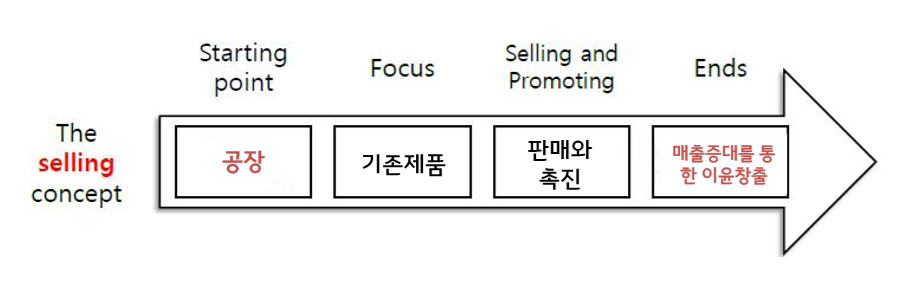 Starting
point
Focus
Selling and
Promoting
Ends
The
selling
concept
공장
기존제품
판매와
촉진
매출증대를 통
한 이윤창출